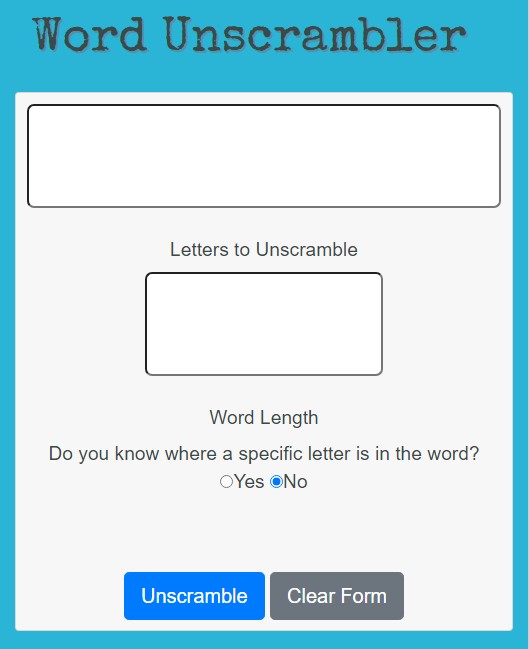 Word Unscrambler
Letters to Unscramble
Word Length
Do you know where a specific letter is in the word?
Yes No
Unscramble Clear Form